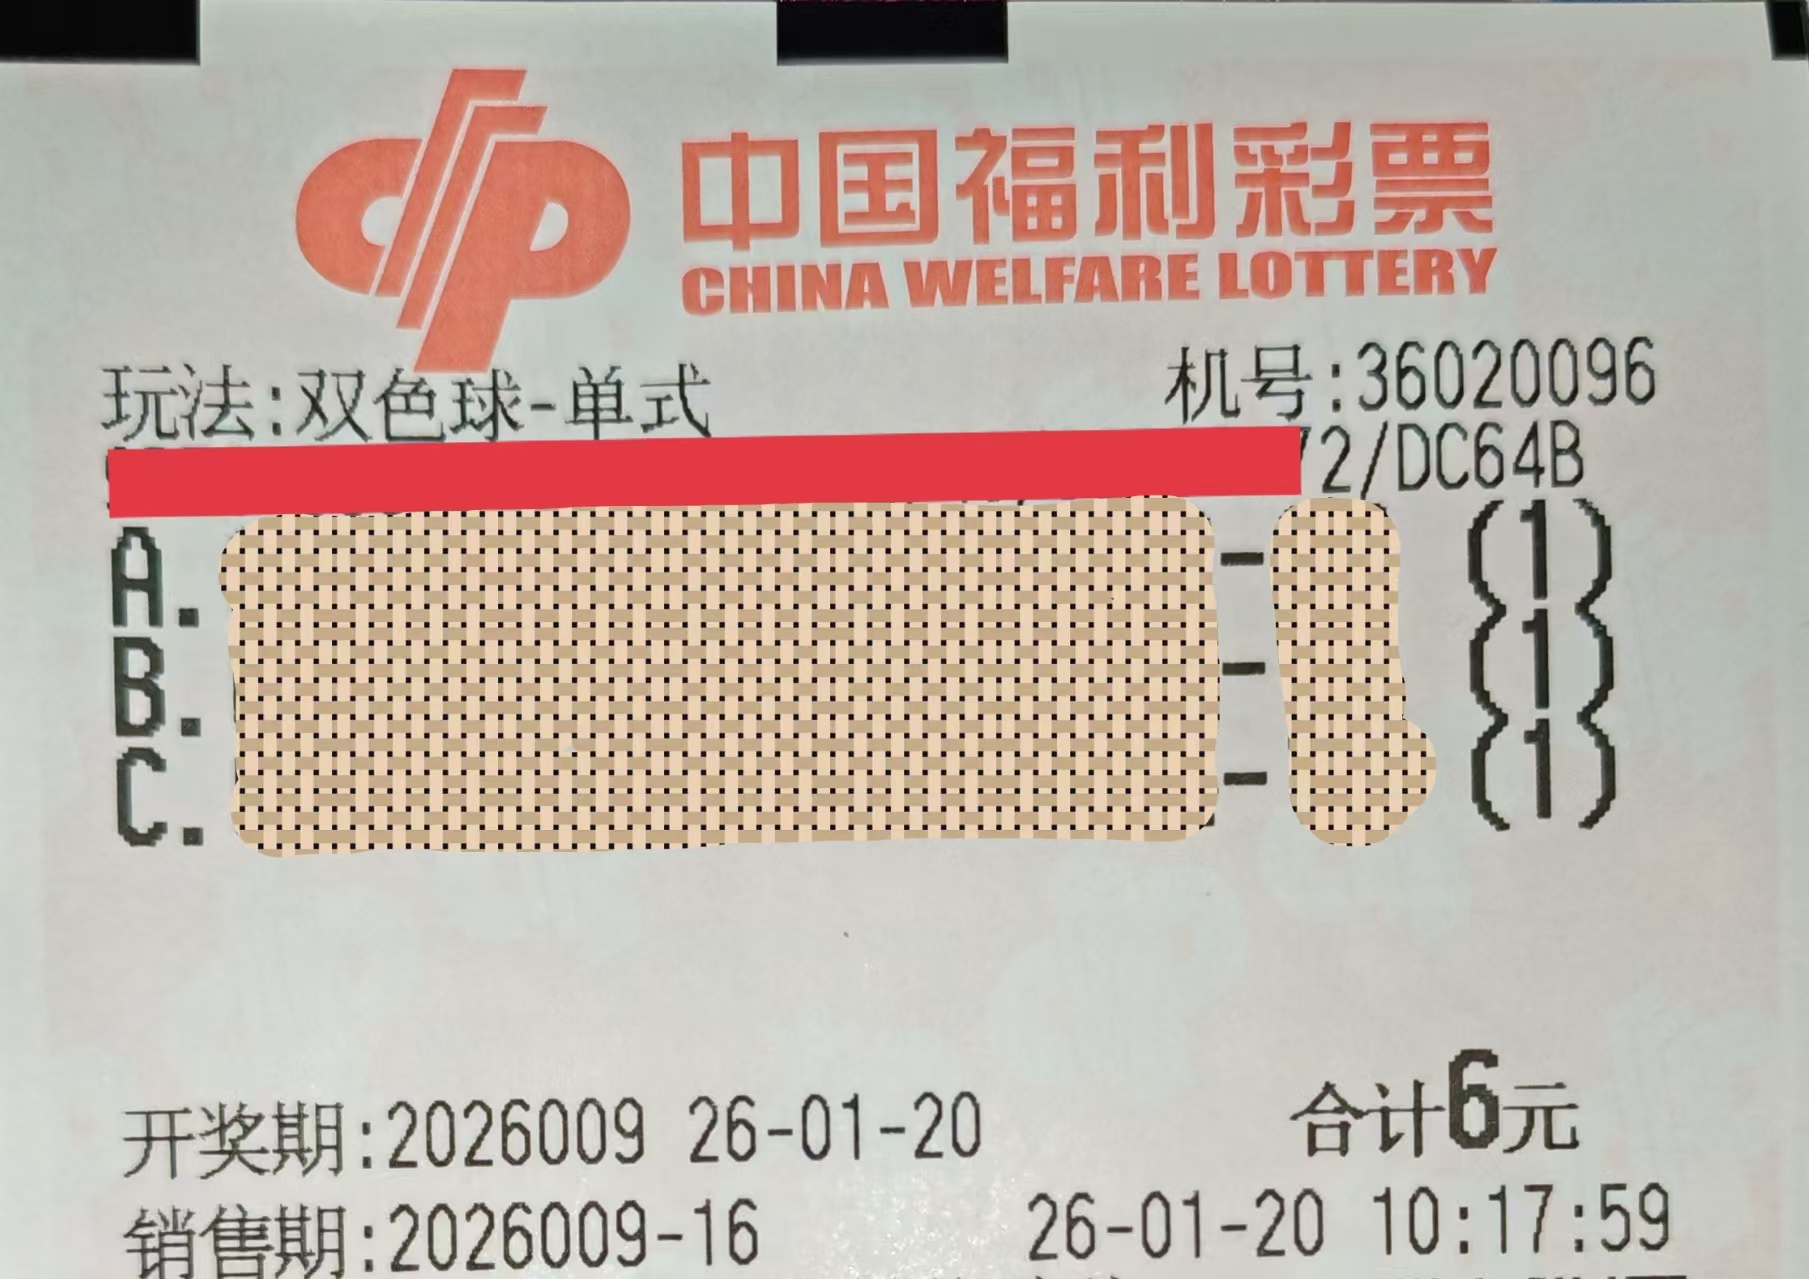 中国福利彩票
CHINA WELFARE LOTTERY
玩法:双色球-单式 机号:36020096
2/DC64B
A. - (1)
B. - (1)
C. - (1)
开奖期:2026009 26-01-20 合计6元
销售期:2026009-16 26-01-20 10:17:59